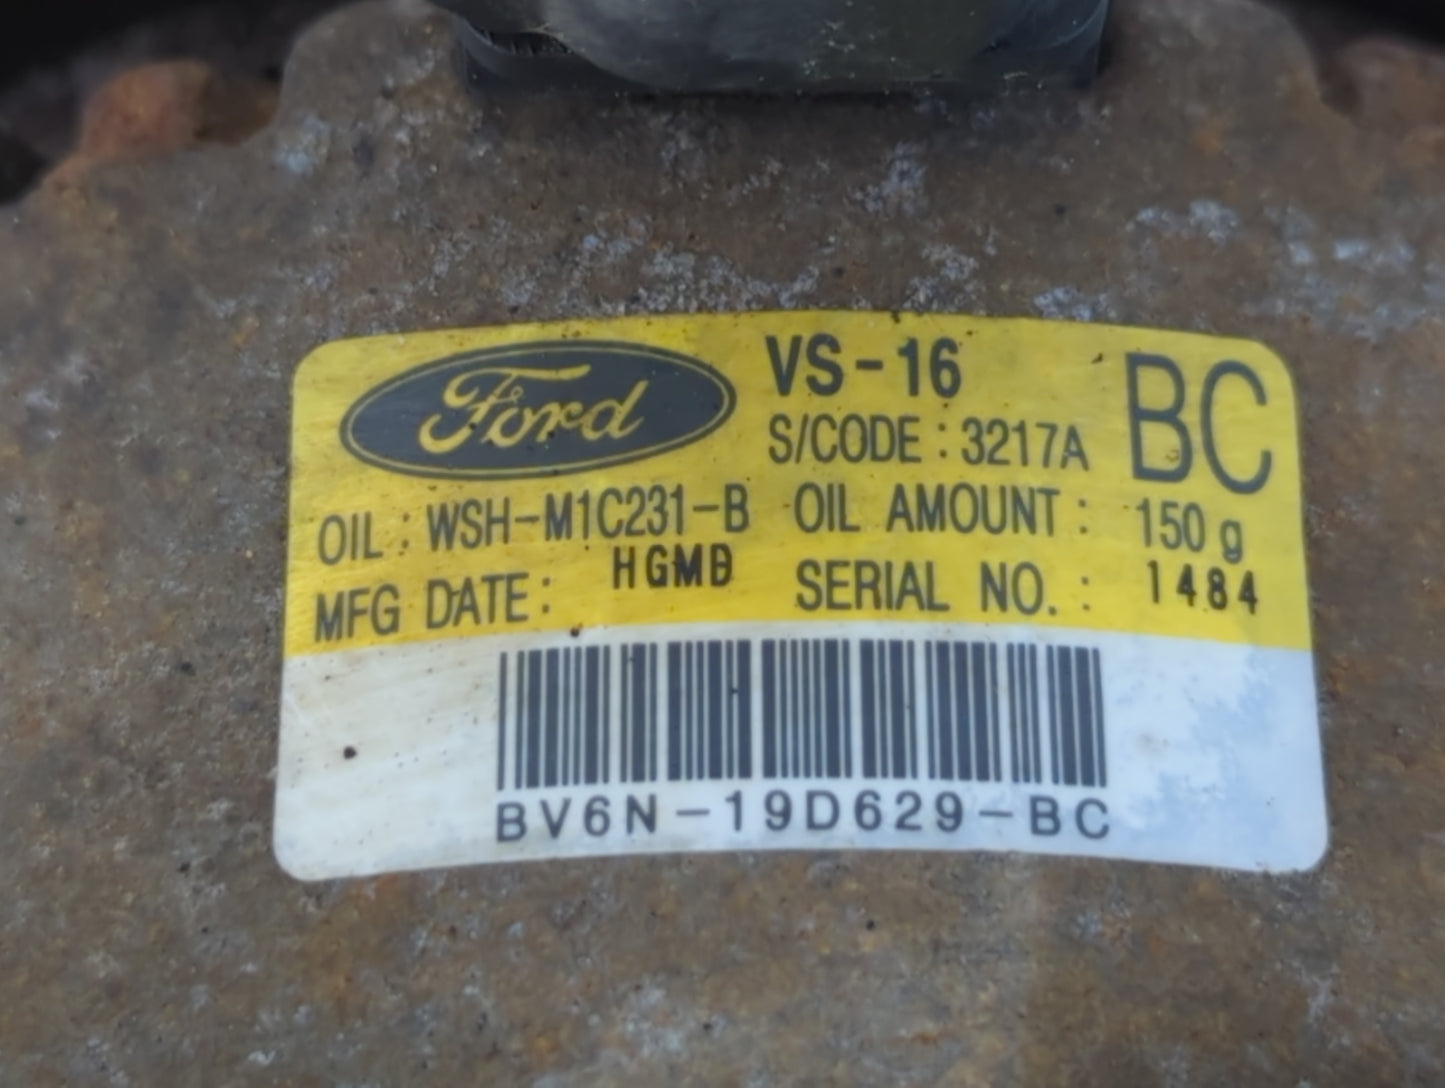 Ford VS-16 BC
S/CODE : 3217A
OIL : WSH-M1C231-B OIL AMOUNT : 150 g
MFG DATE : HGMD SERIAL NO. : 1484
BV6N-19D629-BC